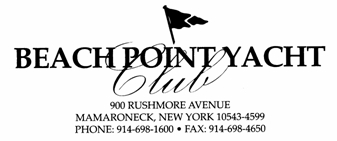 BEACH POINT YACHT
Club
900 RUSHMORE AVENUE
MAMARONECK, NEW YORK 10543-4599
PHONE: 914-698-1600 • FAX: 914-698-4650